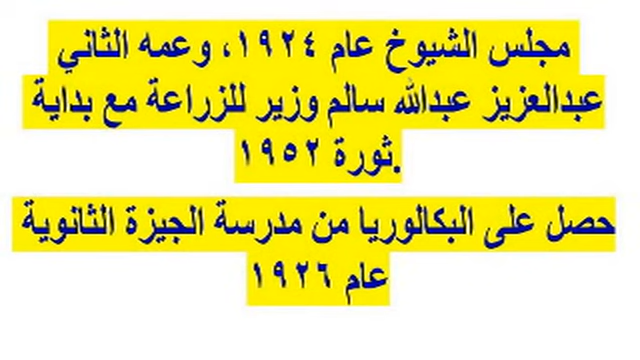 مجلس الشيوخ عام ١٩٢٤، وعمه الثاني
عبدالعزيز عبدالله سالم وزير للزراعة مع بداية
ثورة ١٩٥٢.
حصل على البكالوريا من مدرسة الجيزة الثانوية
عام ١٩٢٦